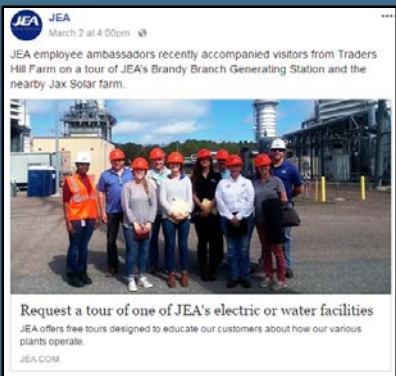 JEA
JEA
March 2 at 4:00pm
JEA employee ambassadors recently accompanied visitors from Traders
Hill Farm on a tour of JEA's Brandy Branch Generating Station and the
nearby Jax Solar farm.
Request a tour of one of JEA's electric or water facilities
JEA offers free tours designed to educate our customers about how our various
plants operate.
JEA.COM